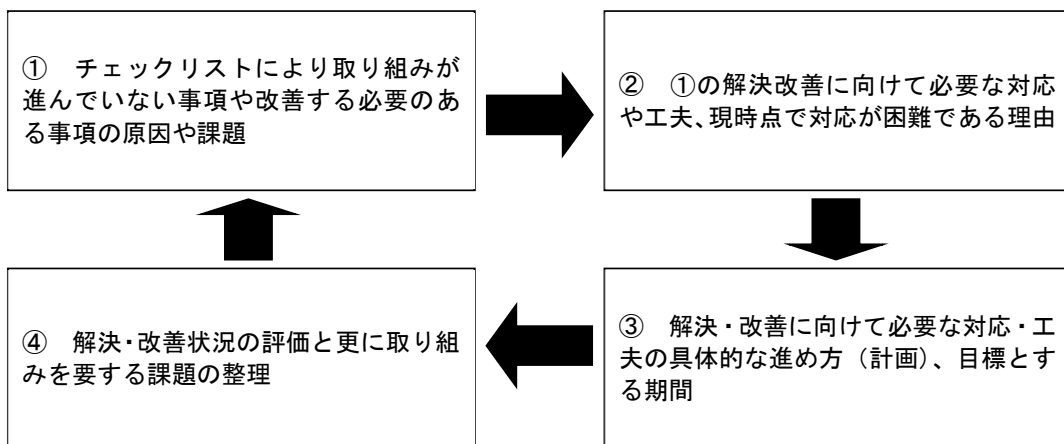 ① チェックリストにより取り組みが
進んでいない事項や改善する必要のあ
る事項の原因や課題
② ①の解決改善に向けて必要な対応
や工夫、現時点で対応が困難である理由
③ 解決・改善に向けて必要な対応・工
夫の具体的な進め方（計画）、目標とす
る期間
④ 解決・改善状況の評価と更に取り組
みを要する課題の整理